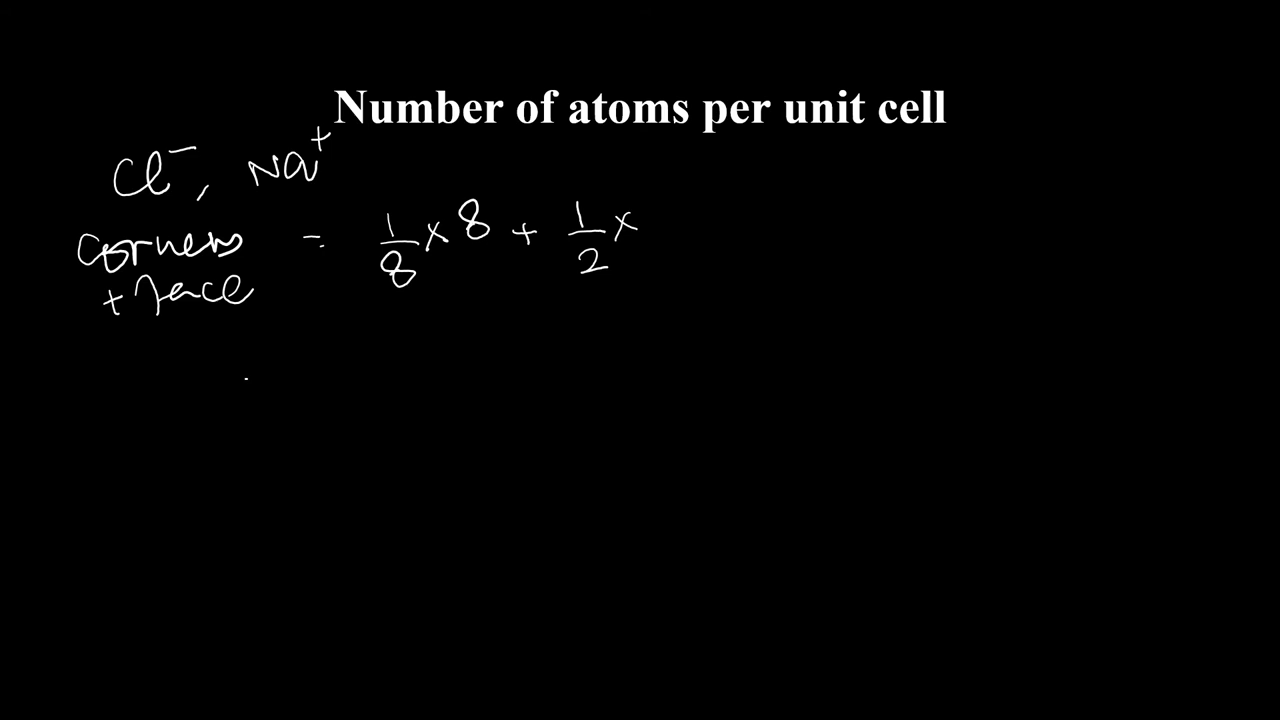 Number of atoms per unit cell
Cl⁻, Na⁺
corners = 1/8 × 8 + 1/2 ×
+ face